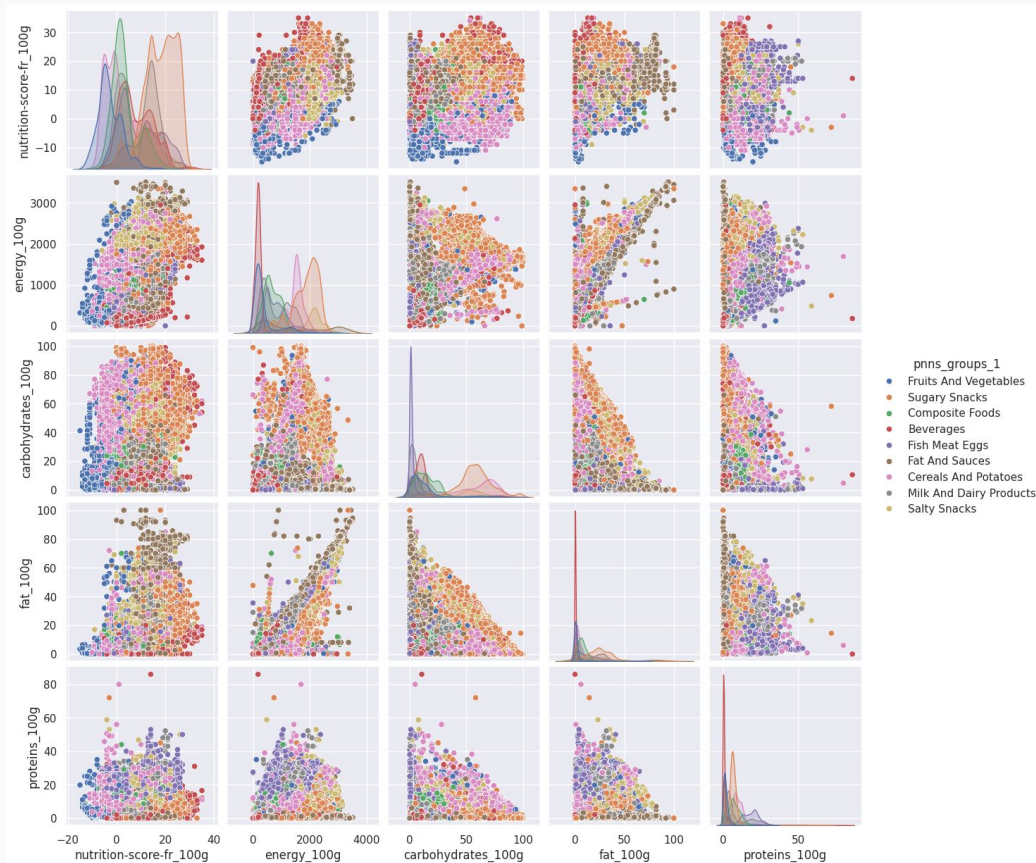 nutrition-score-fr_100g
30
20
10
0
−10
energy_100g
3000
2000
1000
0
carbohydrates_100g
100
80
60
40
20
0
fat_100g
100
80
60
40
20
0
proteins_100g
80
60
40
20
0
−20 0 20 40
nutrition-score-fr_100g
0 2000 4000
energy_100g
0 50 100
carbohydrates_100g
0 50 100
fat_100g
0 50
proteins_100g
pnns_groups_1
Fruits And Vegetables
Sugary Snacks
Composite Foods
Beverages
Fish Meat Eggs
Fat And Sauces
Cereals And Potatoes
Milk And Dairy Products
Salty Snacks